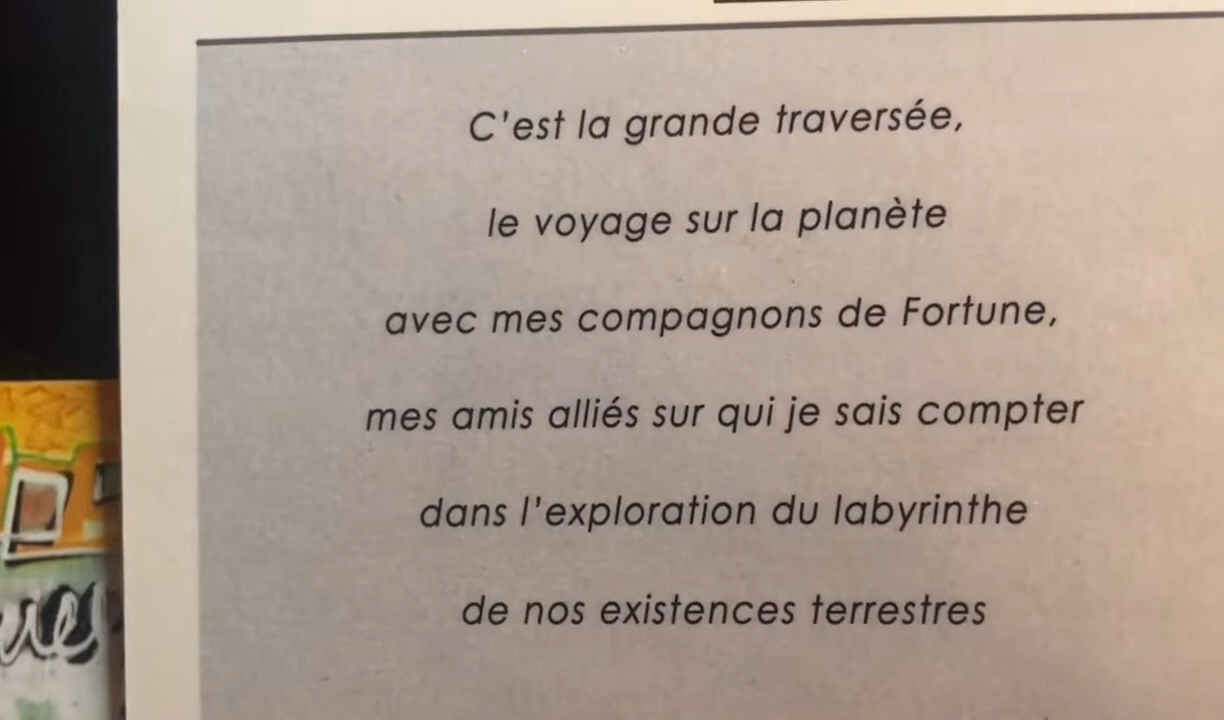 C'est la grande traversée,
le voyage sur la planète
avec mes compagnons de Fortune,
mes amis alliés sur qui je sais compter
dans l'exploration du labyrinthe
de nos existences terrestres